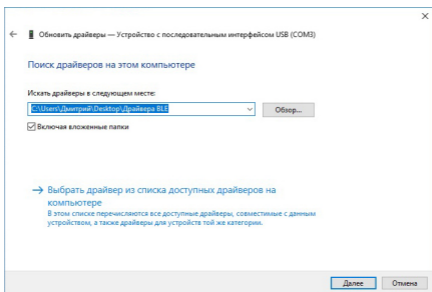 Обновить драйверы — Устройство с последовательным интерфейсом USB (COM3)
Поиск драйверов на этом компьютере
Искать драйверы в следующем месте:
C:\Users\Дмитрий\Desktop\Драйвера BLE
Обзор...
Включая вложенные папки
Выбрать драйвер из списка доступных драйверов на
компьютере
В этом списке перечисляются все доступные драйверы, совместимые с данным
устройством, а также драйверы для устройств той же категории.
Далее
Отмена